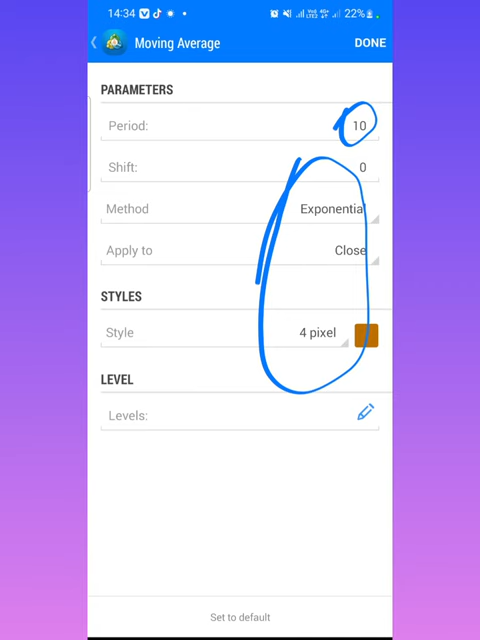 14:34 22%
Moving Average DONE
PARAMETERS
Period: 10
Shift: 0
Method Exponential
Apply to Close
STYLES
Style 4 pixel
LEVEL
Levels:
Set to default